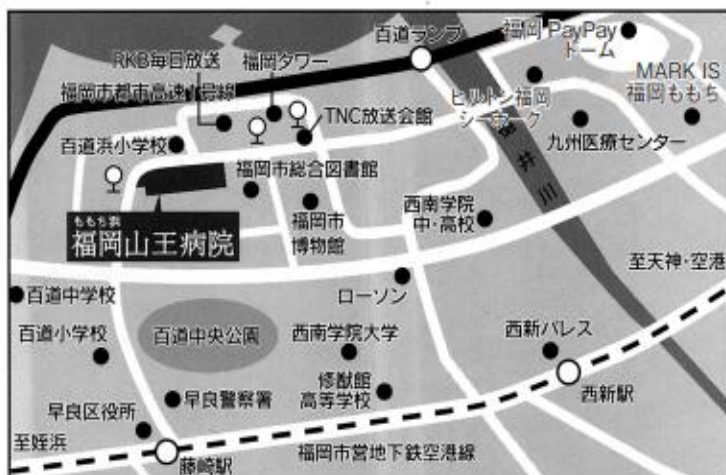 百道ランプ
福岡 PayPay
ドーム
RKB毎日放送
福岡タワー
MARK IS
福岡ももち
福岡市都市高速1号線
ヒルトン福岡
シーホーク
TNC放送会館
九州医療センター
百道浜小学校
福岡市総合図書館
井川
ももち浜
福岡山王病院
福岡市
博物館
西南学院
中・高校
至天神・空港
百道中学校
ローソン
百道小学校
百道中央公園
西南学院大学
西新パレス
修猷館
高等学校
早良警察署
西新駅
早良区役所
至姪浜
藤崎駅
福岡市営地下鉄空港線